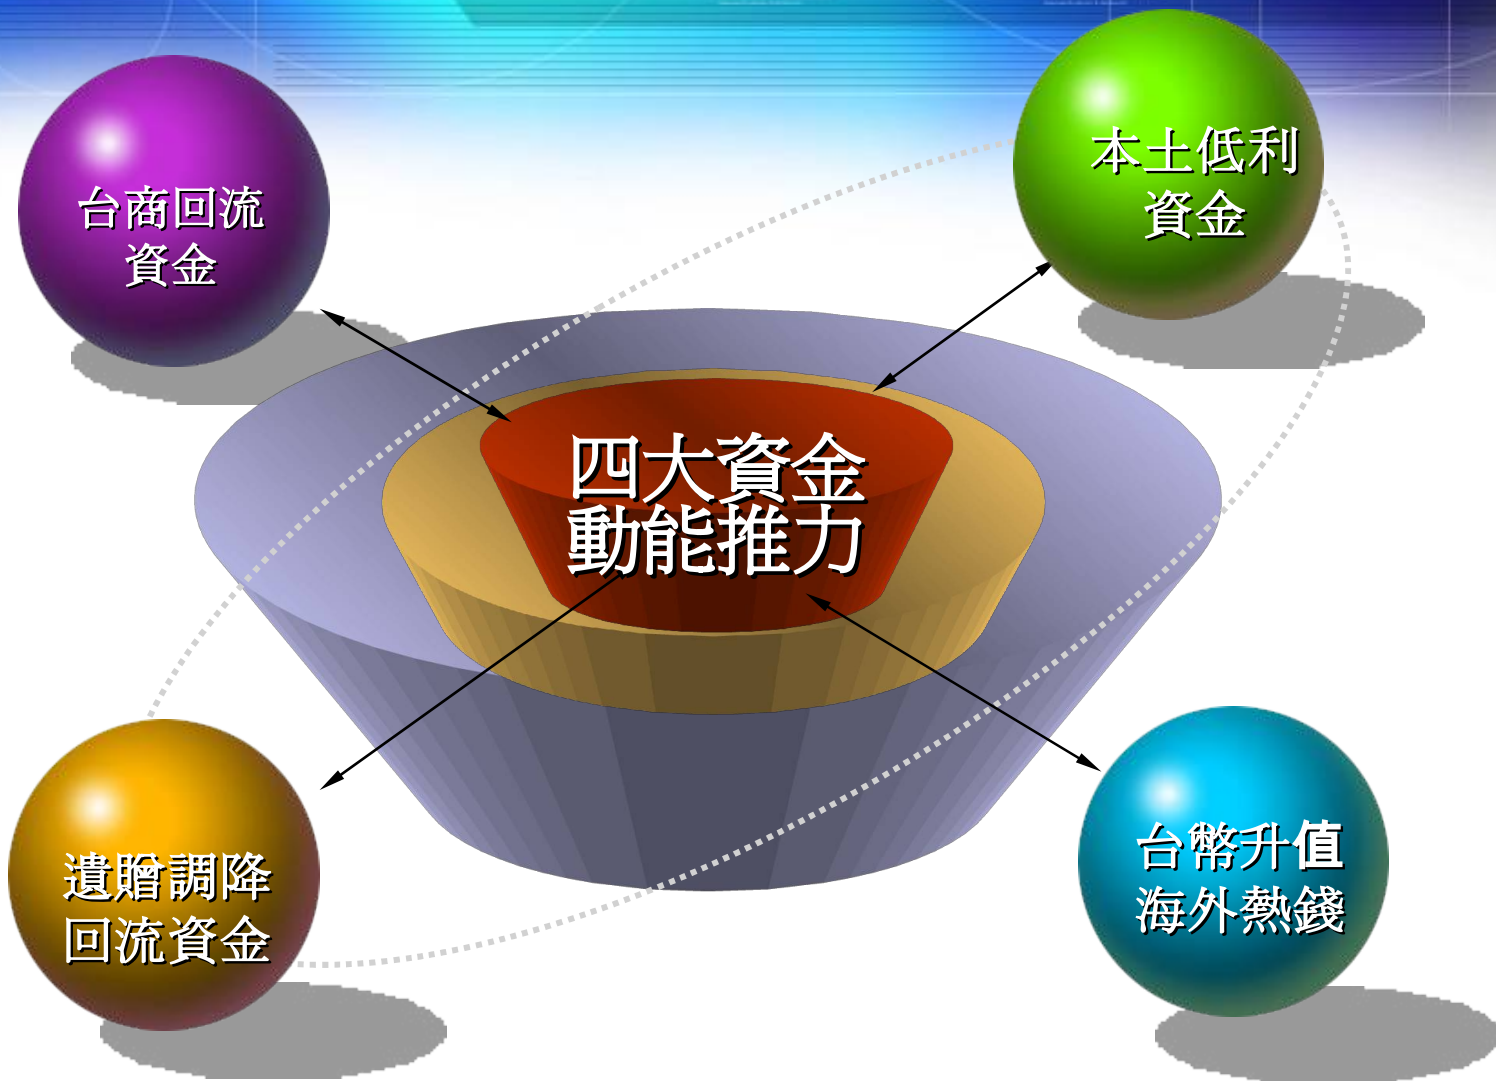 台商回流
資金
本土低利
資金
四大資金
動能推力
遺贈調降
回流資金
台幣升值
海外熱錢